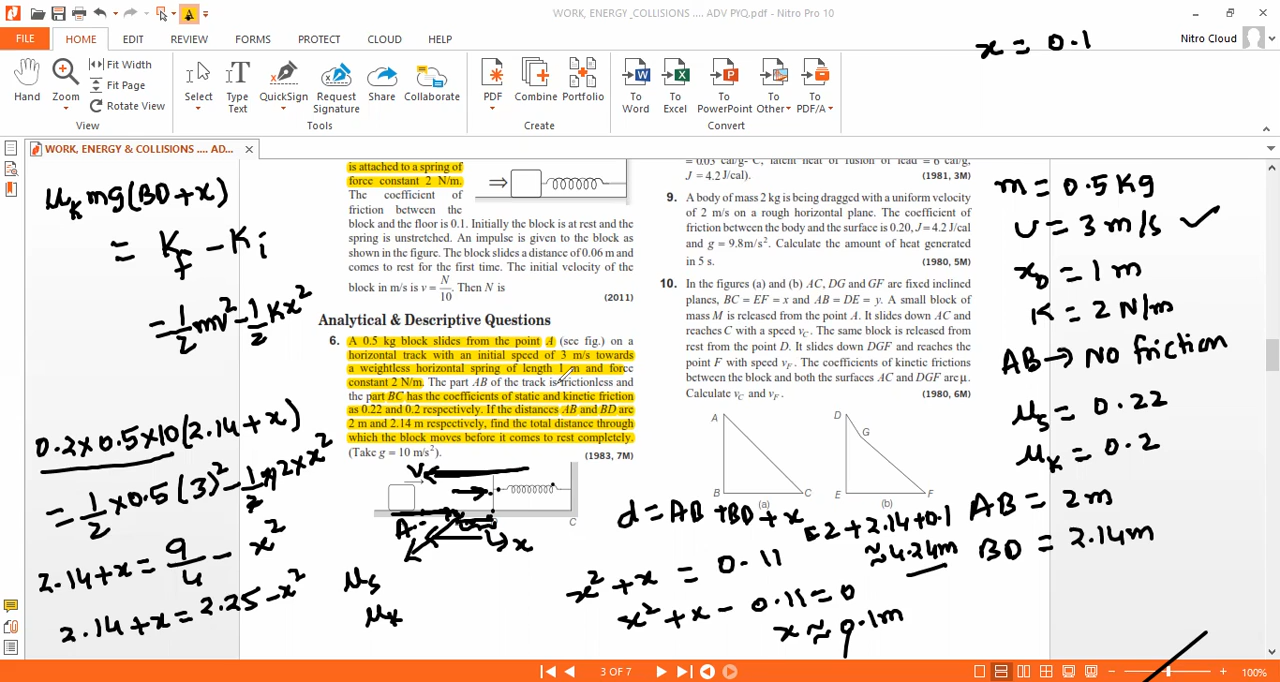 WORK, ENERGY _COLLISIONS .... ADV PYQ.pdf - Nitro Pro 10
FILE HOME EDIT REVIEW FORMS PROTECT CLOUD HELP
Nitro Cloud
x = 0.1
Hand
Zoom
Fit Width
Fit Page
Rotate View
View
Select
Type Text
QuickSign
Request Signature
Share
Collaborate
Tools
PDF
Combine
Portfolio
Create
To Word
To Excel
To PowerPoint
To Other
To PDF/A
Convert
WORK, ENERGY & COLLISIONS .... ADV...
μk mg(BD+x)
= Kf - Ki
= 1/2 mv² - 1/2 Kx²
0.2x0.5x10(2.14+x)
= 1/2 x 0.5 (3)² - 1/2 x 2 x x²
2.14+x = 9/4 - x²
2.14+x = 2.25 - x²
is attached to a spring of
force constant 2 N/m.
The coefficient of
friction between the
block and the floor is 0.1. Initially the block is at rest and the
spring is unstretched. An impulse is given to the block as
shown in the figure. The block slides a distance of 0.06 m and
comes to rest for the first time. The initial velocity of the
block in m/s is v = N/10. Then N is
(2011)
Analytical & Descriptive Questions
6. A 0.5 kg block slides from the point A (see fig.) on a
horizontal track with an initial speed of 3 m/s towards
a weightless horizontal spring of length 1 m and force
constant 2 N/m. The part AB of the track is frictionless and
the part BC has the coefficients of static and kinetic friction
as 0.22 and 0.2 respectively. If the distances AB and BD are
2 m and 2.14 m respectively, find the total distance through
which the block moves before it comes to rest completely.
(Take g = 10 m/s²).
(1983, 7M)
V
A
C
x
μs
μk
0.03 cal/g-°C, latent heat of fusion of lead = 6 cal/g,
J = 4.2 J/cal).
(1981, 3M)
9. A body of mass 2 kg is being dragged with a uniform velocity
of 2 m/s on a rough horizontal plane. The coefficient of
friction between the body and the surface is 0.20, J = 4.2 J/cal
and g = 9.8 m/s². Calculate the amount of heat generated
in 5 s.
(1980, 5M)
10. In the figures (a) and (b) AC, DG and GF are fixed inclined
planes, BC = EF = x and AB = DE = y. A small block of
mass M is released from the point A. It slides down AC and
reaches C with a speed vC. The same block is released from
rest from the point D. It slides down DGF and reaches the
point F with speed vF. The coefficients of kinetic frictions
between the block and both the surfaces AC and DGF are μ.
Calculate vC and vF.
(1980, 6M)
A
B
C
(a)
D
G
E
F
(b)
d = AB + BD + x
= 2 + 2.14 + 0.1
≈ 4.24m
x² + x = 0.11
x² + x - 0.11 = 0
x ≈ 0.1m
m = 0.5 Kg
v = 3 m/s
x0 = 1 m
K = 2 N/m
AB → No friction
μs = 0.22
μk = 0.2
AB = 2m
BD = 2.14m
3 OF 7
100%